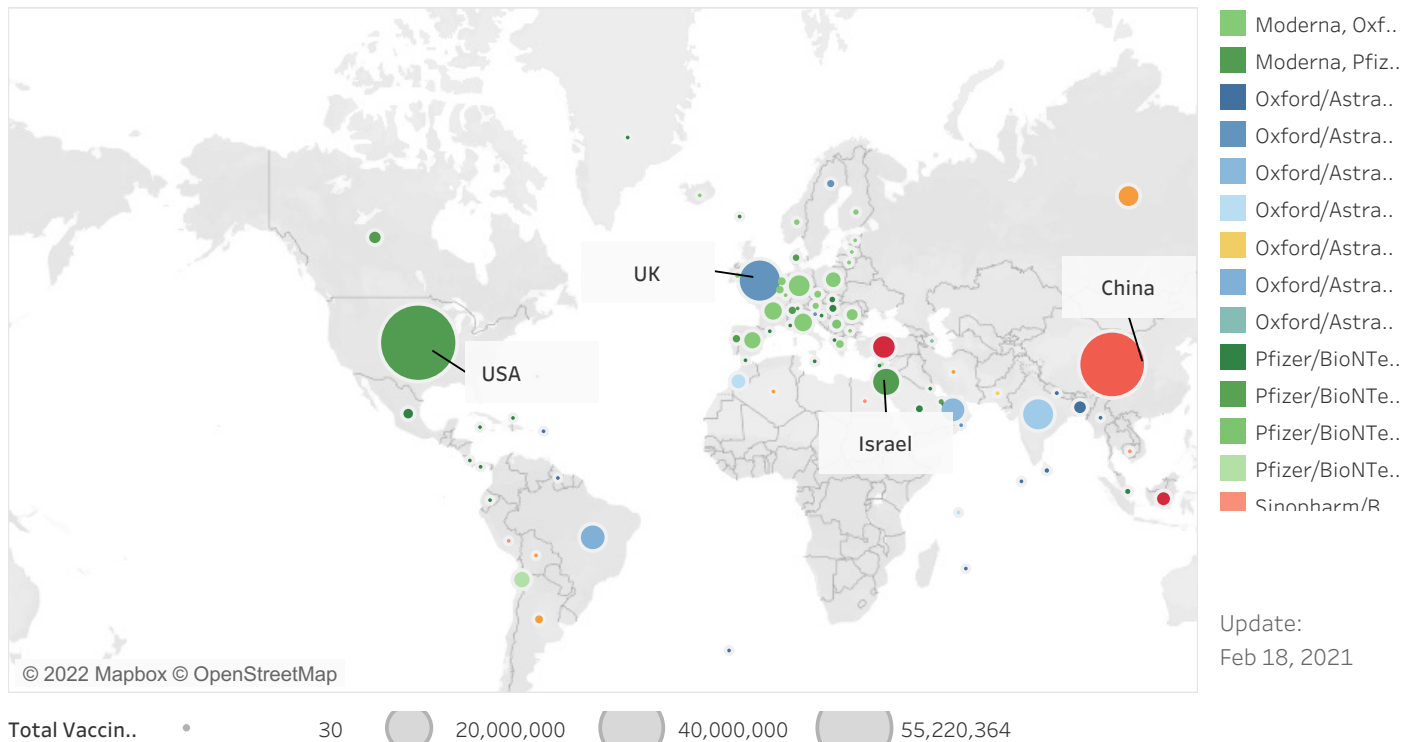 UK
China
USA
Israel
© 2022 Mapbox © OpenStreetMap
Moderna, Oxf..
Moderna, Pfiz..
Oxford/Astra..
Oxford/Astra..
Oxford/Astra..
Oxford/Astra..
Oxford/Astra..
Oxford/Astra..
Oxford/Astra..
Pfizer/BioNTe..
Pfizer/BioNTe..
Pfizer/BioNTe..
Pfizer/BioNTe..
Sinopharm/B
Update:
Feb 18, 2021
Total Vaccin.. 30 20,000,000 40,000,000 55,220,364